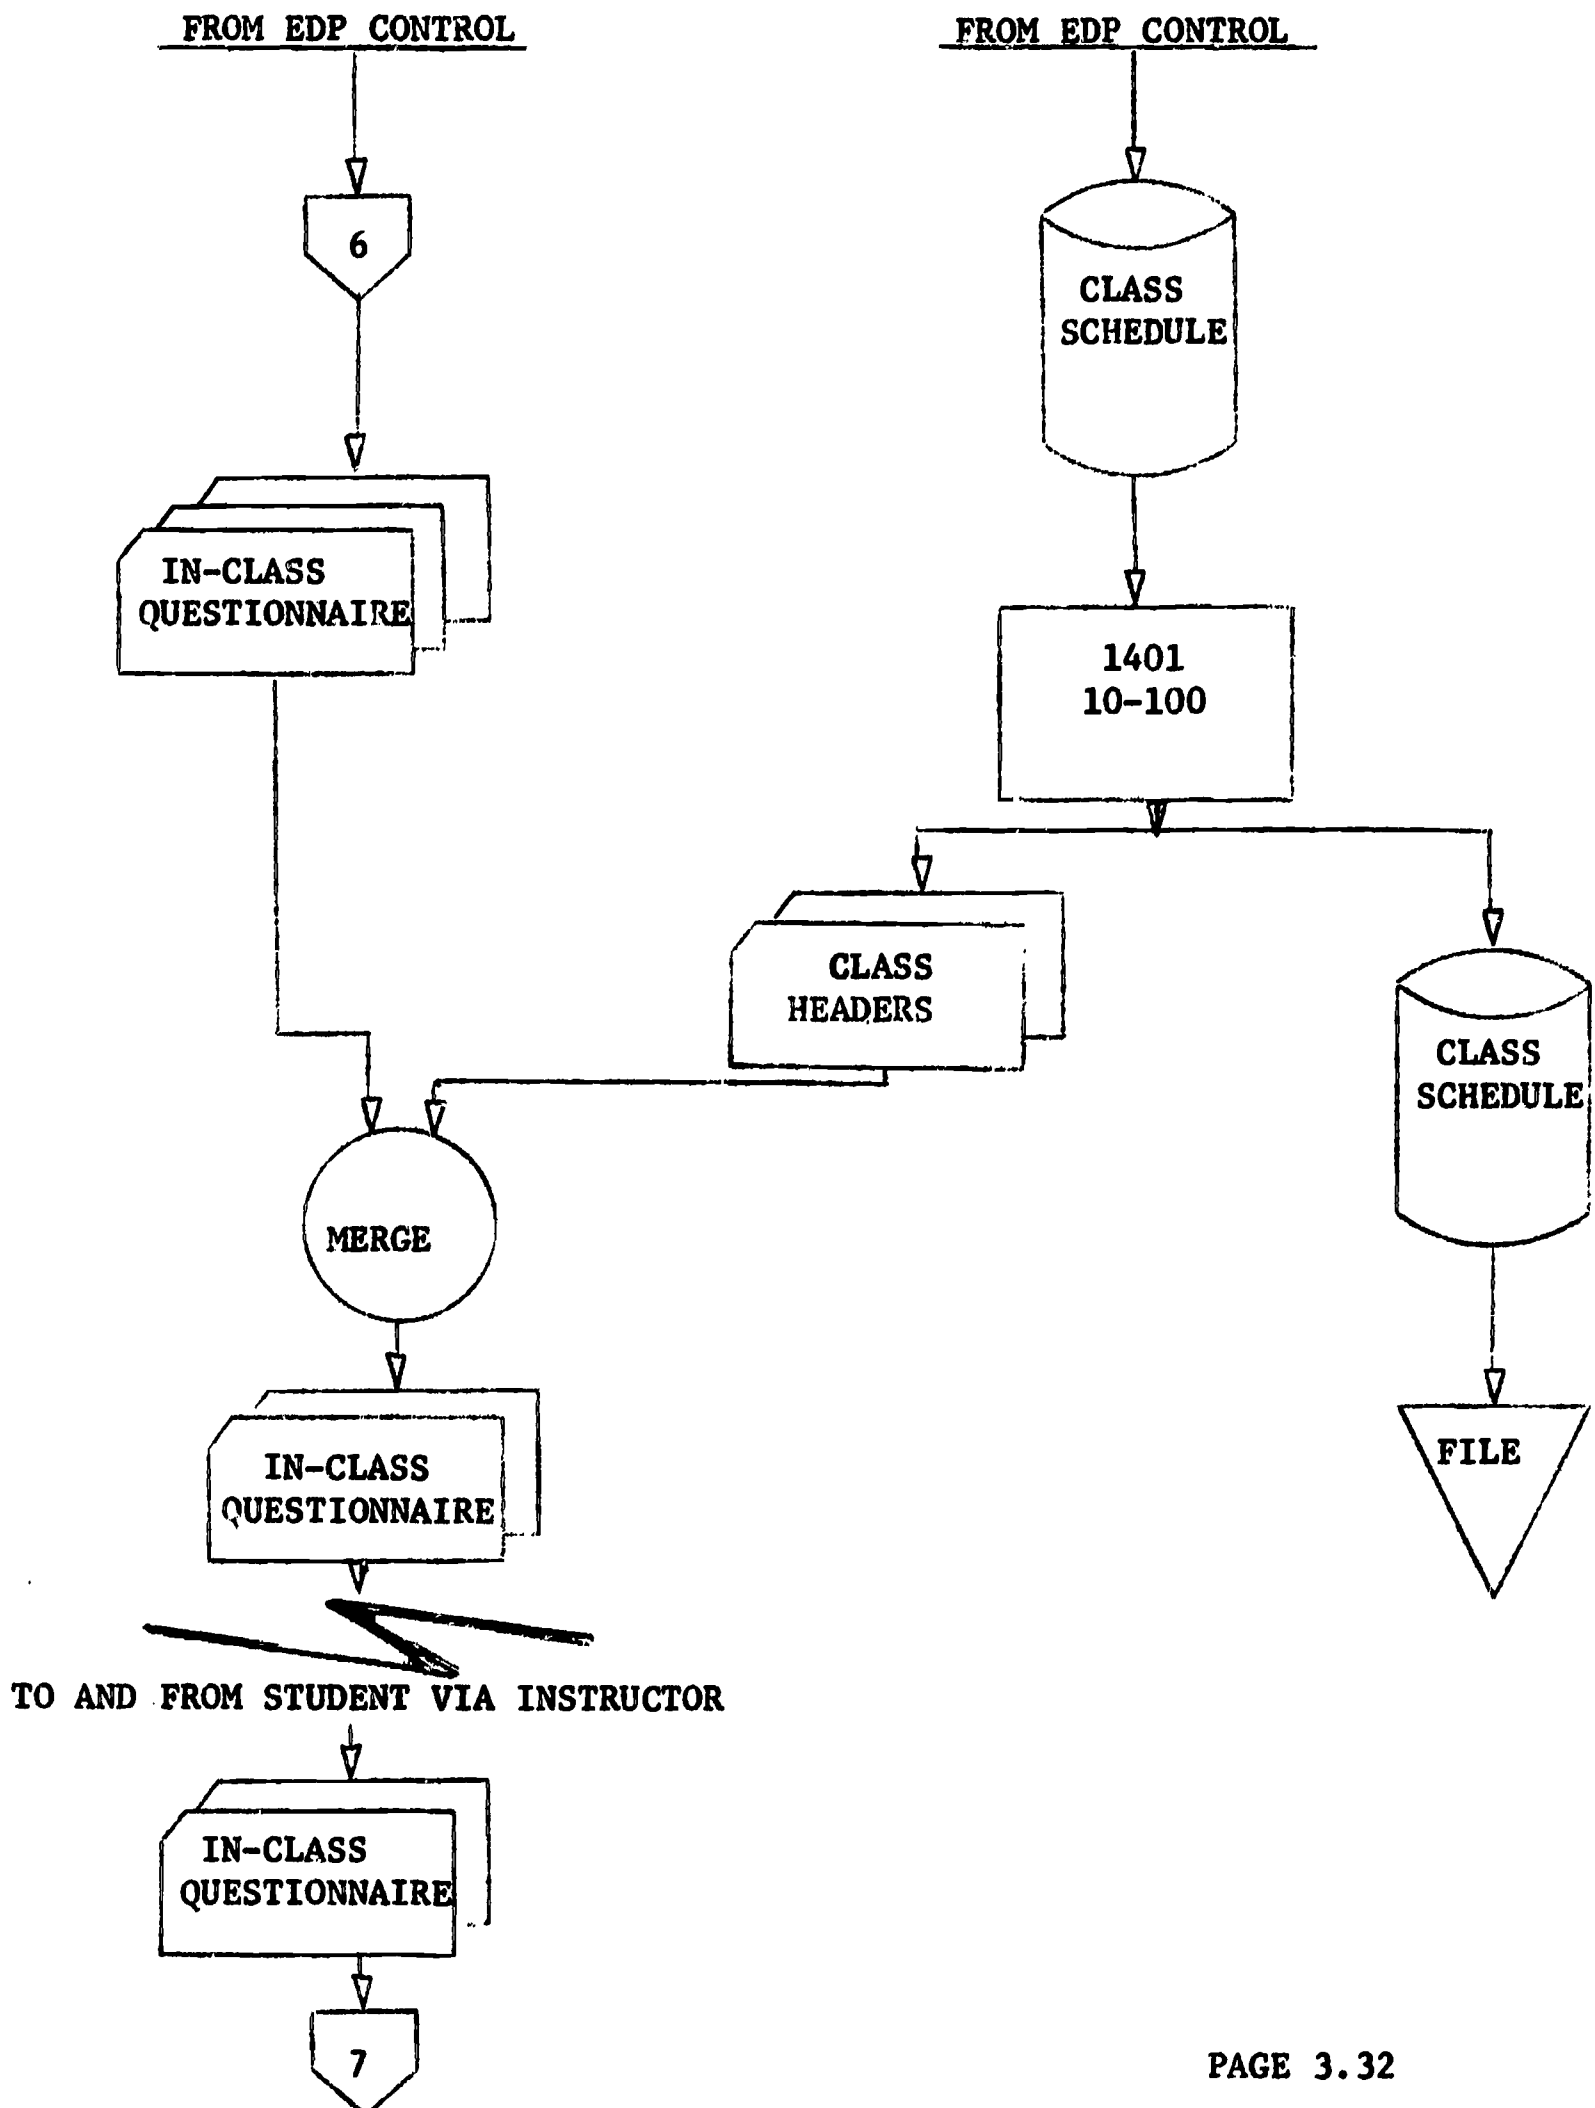 FROM EDP CONTROL
FROM EDP CONTROL
6
CLASS
SCHEDULE
IN-CLASS
QUESTIONNAIRE
1401
10-100
CLASS
HEADERS
CLASS
SCHEDULE
MERGE
IN-CLASS
QUESTIONNAIRE
FILE
TO AND FROM STUDENT VIA INSTRUCTOR
IN-CLASS
QUESTIONNAIRE
7
PAGE 3.32